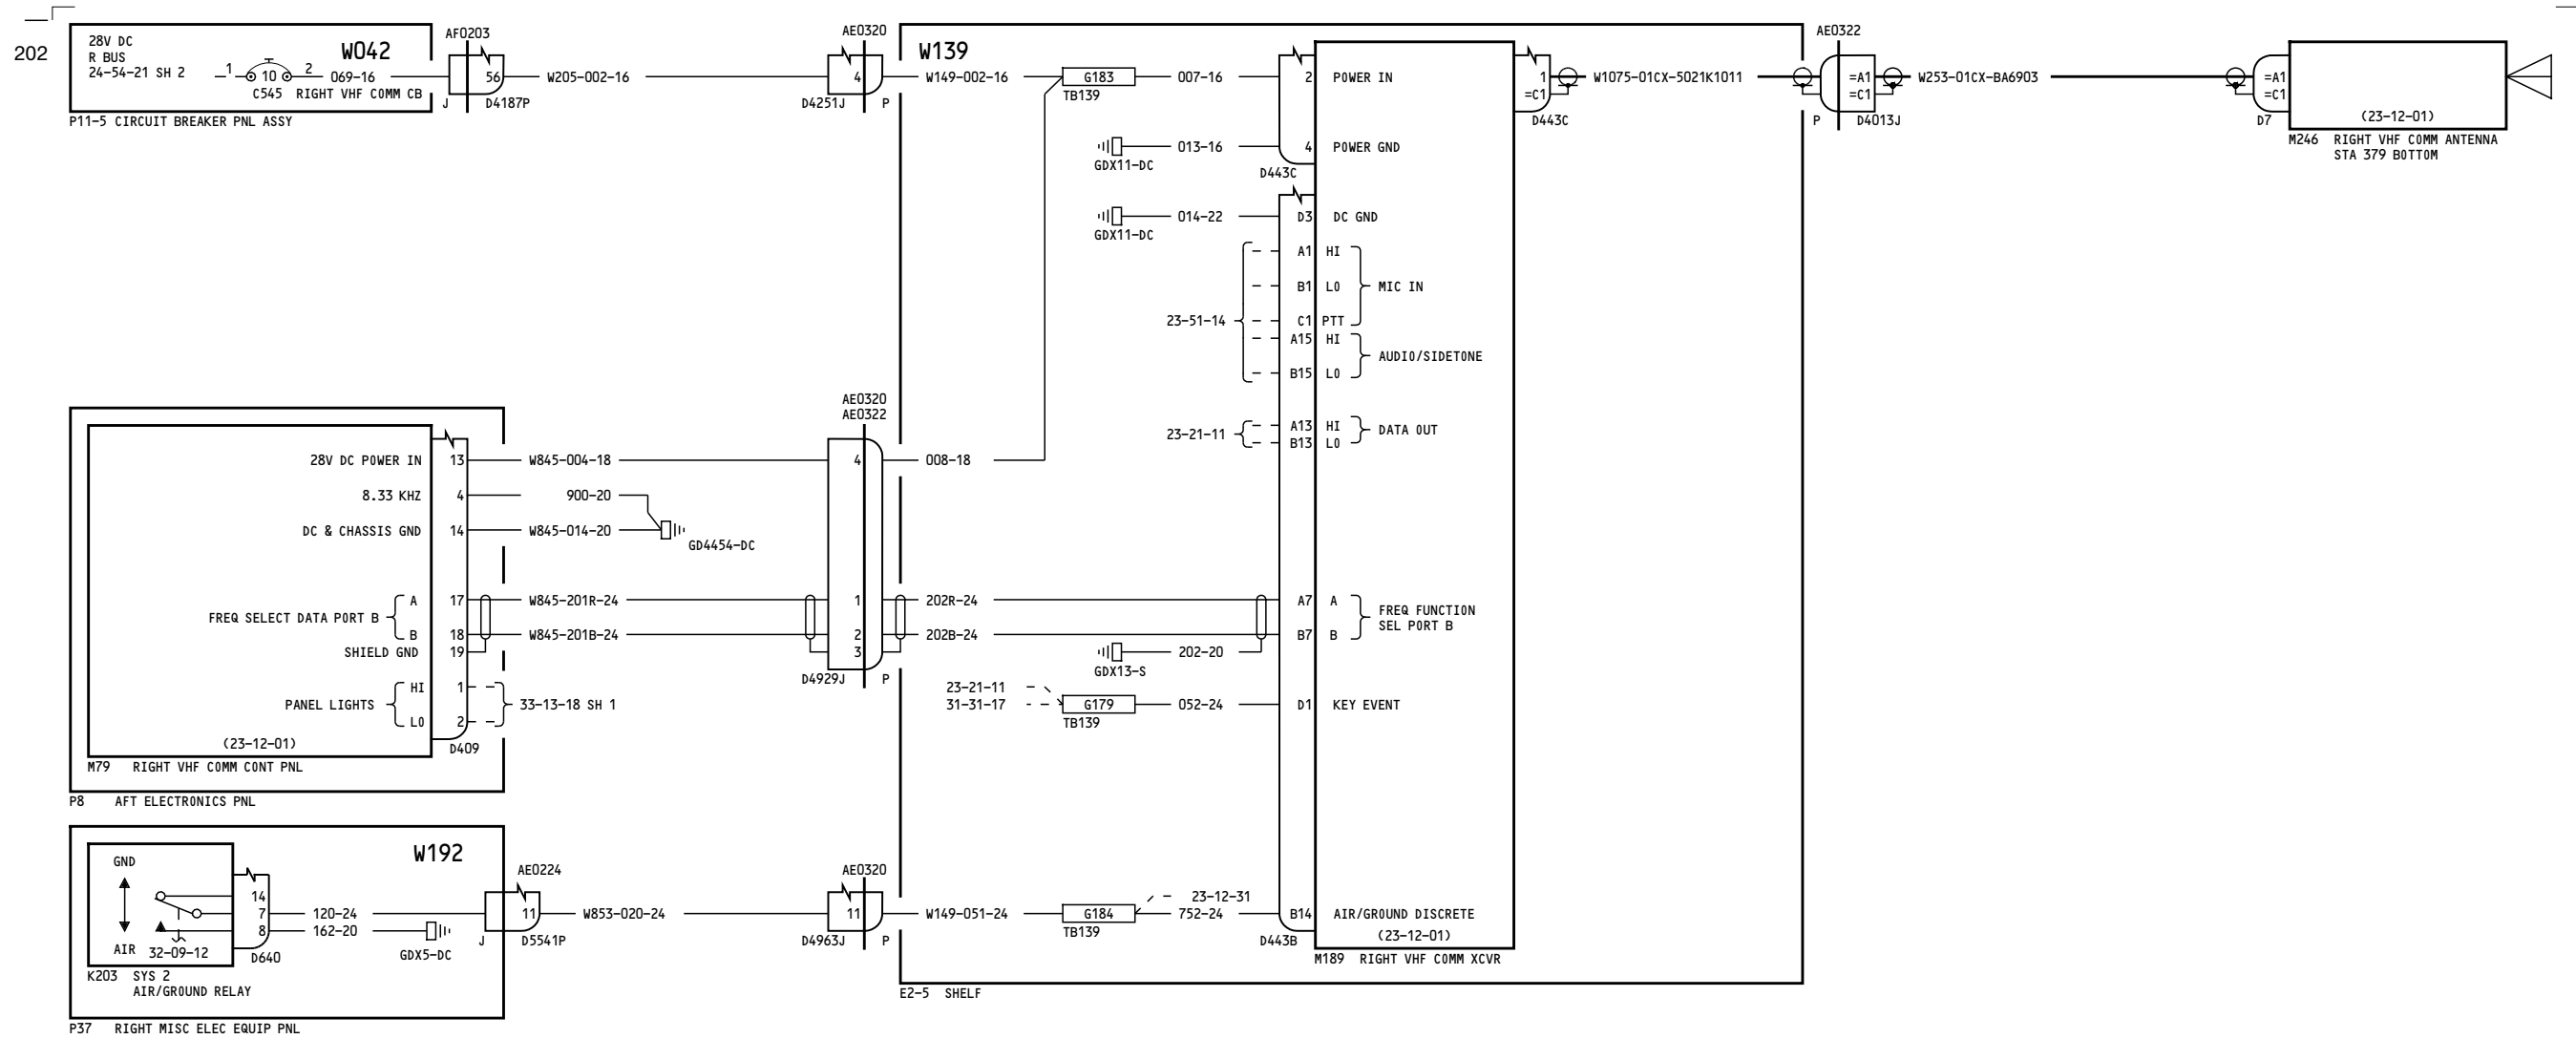 202
28V DC
R BUS
24-54-21 SH 2
W042
1
10
2
069-16
C545 RIGHT VHF COMM CB
P11-5 CIRCUIT BREAKER PNL ASSY
AF0203
56
J
D4187P
W205-002-16
AE0320
4
D4251J
P
W139
W149-002-16
G183
TB139
007-16
2
POWER IN
GDX11-DC
013-16
4
POWER GND
D443C
GDX11-DC
014-22
D3
DC GND
23-51-14
A1 HI
B1 LO
C1 PTT
MIC IN
A15 HI
B15 LO
AUDIO/SIDETONE
23-21-11
A13 HI
B13 LO
DATA OUT
1
=C1
D443C
W1075-01CX-5021K1011
AE0322
=A1
=C1
P
D4013J
W253-01CX-BA6903
=A1
=C1
D7
(23-12-01)
M246 RIGHT VHF COMM ANTENNA
STA 379 BOTTOM
28V DC POWER IN
13
W845-004-18
AE0320
AE0322
4
008-18
8.33 KHZ
4
900-20
DC & CHASSIS GND
14
W845-014-20
GD4454-DC
FREQ SELECT DATA PORT B
A
17
W845-201R-24
1
202R-24
A7 A
B
18
W845-201B-24
2
202B-24
B7 B
FREQ FUNCTION
SEL PORT B
SHIELD GND
19
3
GDX13-S
202-20
D4929J
P
PANEL LIGHTS
HI
1
LO
2
33-13-18 SH 1
(23-12-01)
D409
M79 RIGHT VHF COMM CONT PNL
P8 AFT ELECTRONICS PNL
23-21-11
31-31-17
G179
TB139
052-24
D1
KEY EVENT
W192
GND
AIR
32-09-12
14
7
8
D640
120-24
162-20
GDX5-DC
K203 SYS 2
AIR/GROUND RELAY
P37 RIGHT MISC ELEC EQUIP PNL
AE0224
11
J
D5541P
W853-020-24
AE0320
11
D4963J
P
W149-051-24
G184
TB139
23-12-31
752-24
B14
AIR/GROUND DISCRETE
D443B
(23-12-01)
M189 RIGHT VHF COMM XCVR
E2-5 SHELF